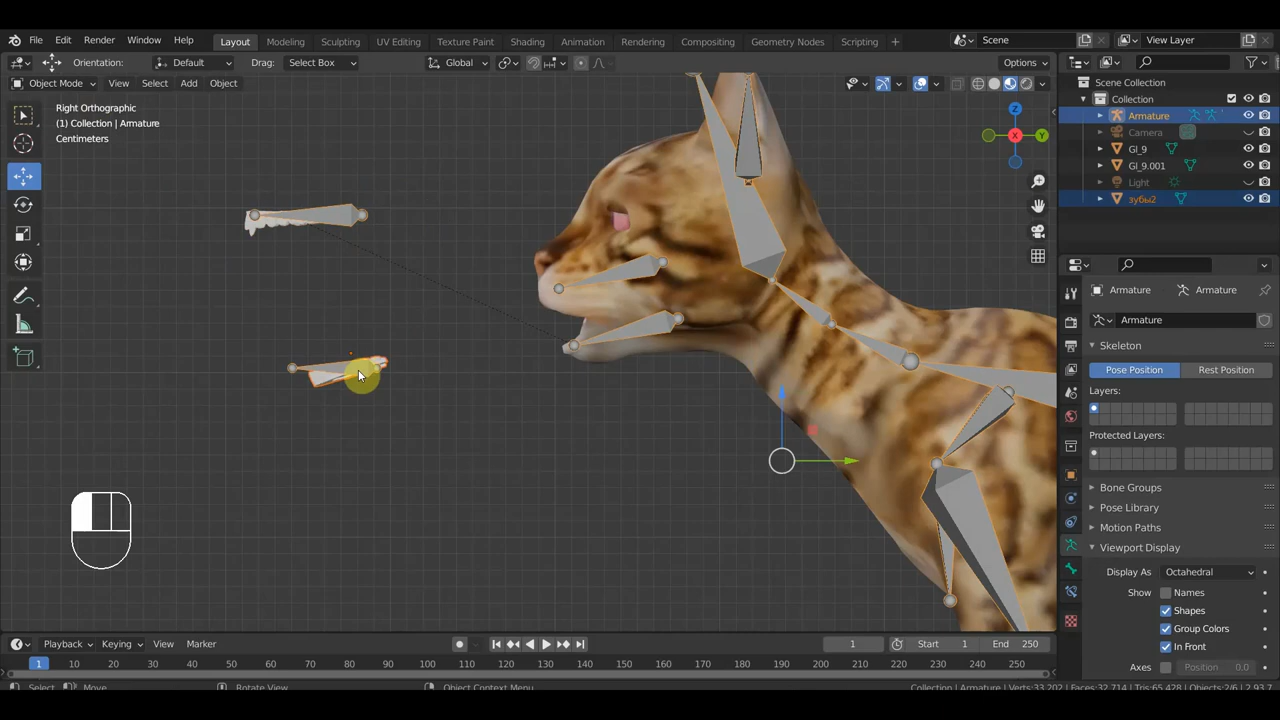 File Edit Render Window Help Layout Modeling Sculpting UV Editing Texture Paint Shading Animation Rendering Compositing Geometry Nodes Scripting + Scene View Layer
Orientation: Default Drag: Select Box Global Options
Object Mode View Select Add Object
Right Orthographic
(1) Collection | Armature
Centimeters
Z
X
Y
Scene Collection
Collection
Armature
Camera
Gl_9
Gl_9.001
Light
зубы2
Armature Armature
Armature
Skeleton
Pose Position Rest Position
Layers:
Protected Layers:
Bone Groups
Pose Library
Motion Paths
Viewport Display
Display As Octahedral
Show Names
Shapes
Group Colors
In Front
Axes Position 0.0
Playback Keying View Marker 1 Start 1 End 250
1 10 20 30 40 50 60 70 80 90 100 110 120 130 140 150 160 170 180 190 200 210 220 230 240 250
Select Move Rotate View Object Context Menu Collection | Armature | Verts:33,202 | Faces:32,714 | Tris:65,428 | Objects:2/6 | 2.93.7